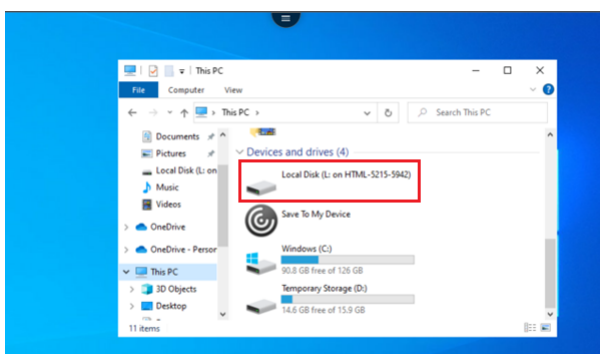 This PC
File Computer View
This PC
Search This PC
Documents
Pictures
Local Disk (L: on
Music
Videos
OneDrive
OneDrive - Person
This PC
3D Objects
Desktop
11 items
Devices and drives (4)
Local Disk (L: on HTML-5215-5942)
Save To My Device
Windows (C:)
90.8 GB free of 126 GB
Temporary Storage (D:)
14.6 GB free of 15.9 GB